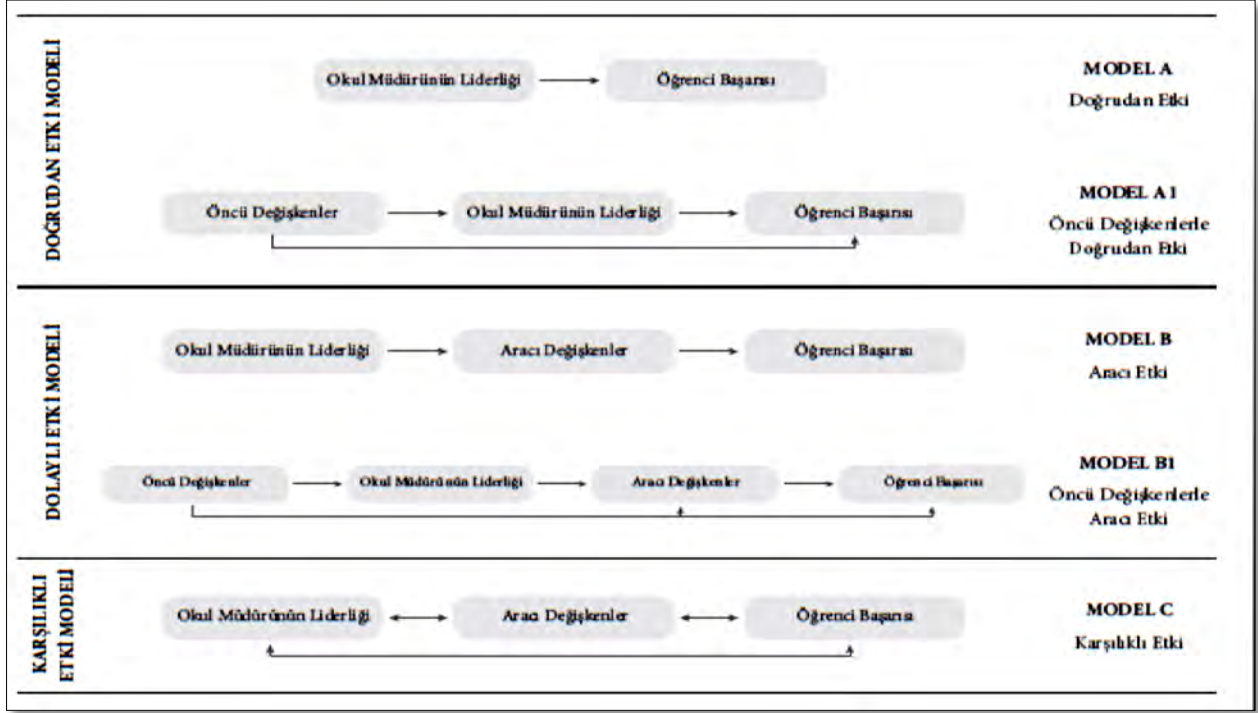 DOĞRUDAN ETKİ MODELİ
Okul Müdürünün Liderliği
Öğrenci Başarısı
MODEL A
Doğrudan Etki
Öncü Değişkenler
Okul Müdürünün Liderliği
Öğrenci Başarısı
MODEL A1
Öncü Değişkenlerle
Doğrudan Etki
DOLAYLI ETKİ MODELİ
Okul Müdürünün Liderliği
Aracı Değişkenler
Öğrenci Başarısı
MODEL B
Aracı Etki
Öncü Değişkenler
Okul Müdürünün Liderliği
Aracı Değişkenler
Öğrenci Başarısı
MODEL B1
Öncü Değişkenlerle
Aracı Etki
KARŞILIKLI
ETKİ MODELİ
Okul Müdürünün Liderliği
Aracı Değişkenler
Öğrenci Başarısı
MODEL C
Karşılıklı Etki